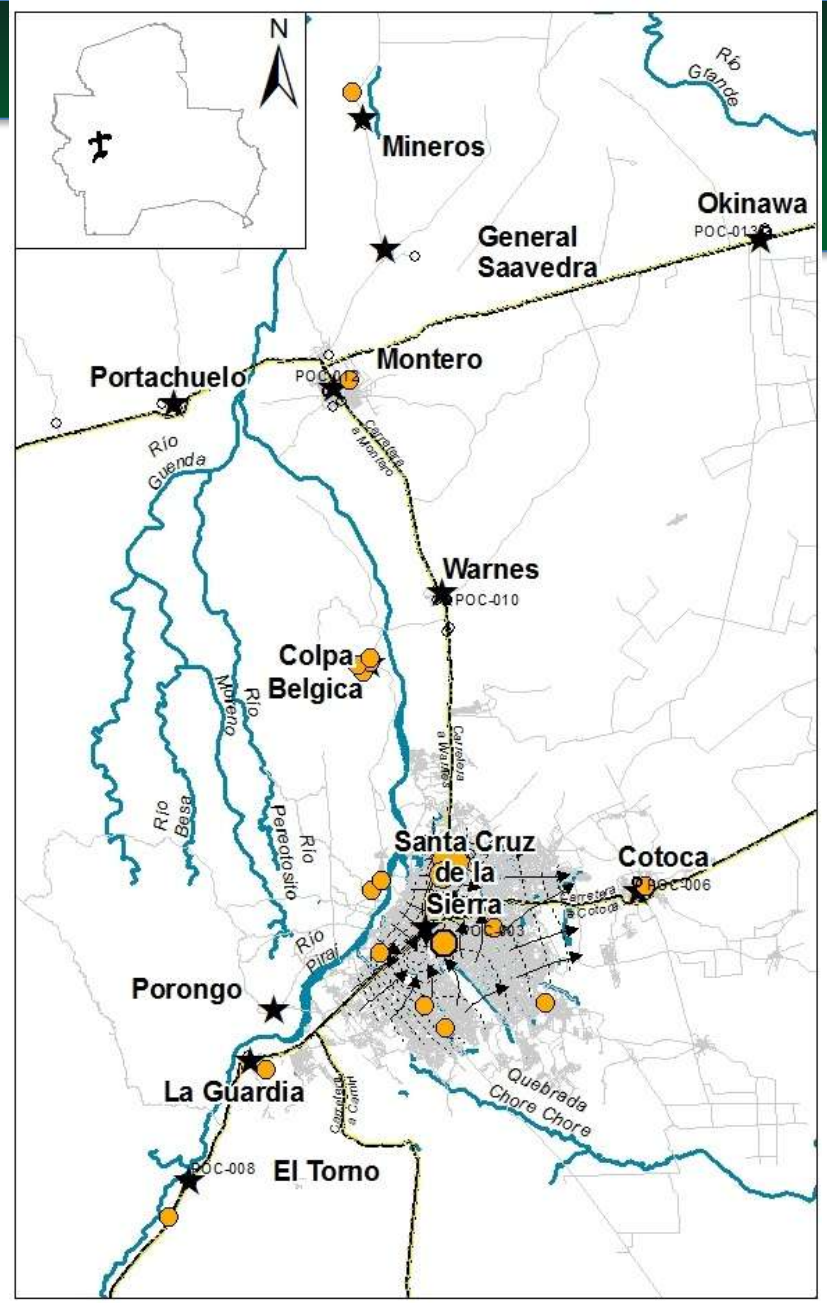 N
Río
Grande
Mineros
Okinawa
POC-013
General
Saavedra
Montero
POC-012
Portachuelo
Carretera
a Montero
Río
Guenda
Warnes
POC-010
Colpa
Belgica
Río
Moreno
Carretera
a Warnes
Río
Besa
Río
Pereotosito
Santa Cruz
de la
Sierra
Cotoca
POC-006
Carretera
a Cotoca
POC-003
Río
Piraí
Porongo
La Guardia
Carretera
a Camiri
Quebrada
Chore Chore
POC-008
El Torno